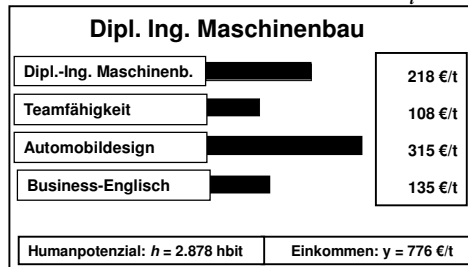 Dipl. Ing. Maschinenbau
Dipl.-Ing. Maschinenb. 218 €/t
Teamfähigkeit 108 €/t
Automobildesign 315 €/t
Business-Englisch 135 €/t
Humanpotenzial: h = 2.878 hbit Einkommen: y = 776 €/t